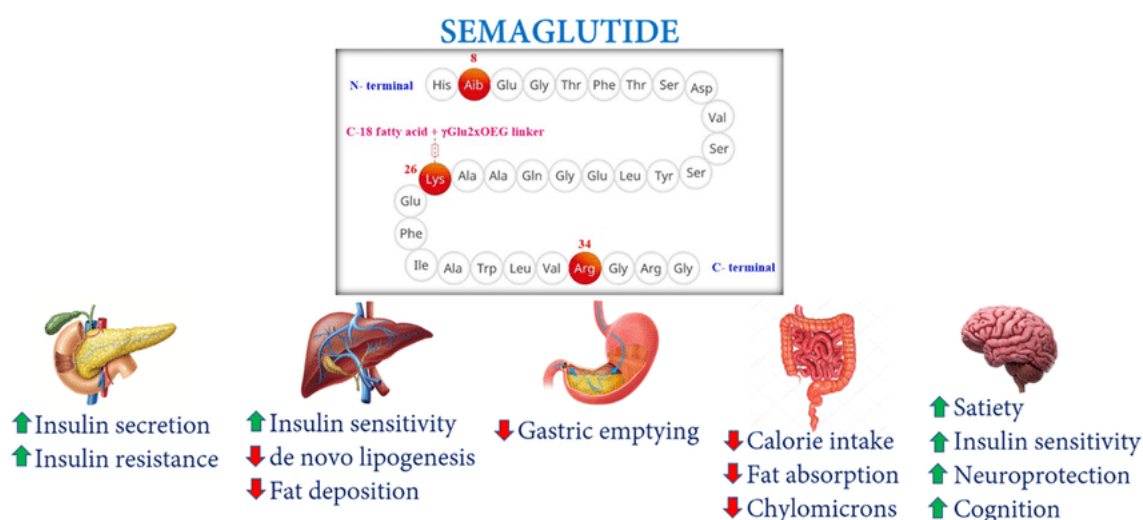 SEMAGLUTIDE
8
N- terminal His Aib Glu Gly Thr Phe Thr Ser Asp
Val
C-18 fatty acid + γGlu2xOEG linker
Ser
26 Lys Ala Ala Gln Gly Glu Leu Tyr Ser
Glu
Phe
34
Ile Ala Trp Leu Val Arg Gly Arg Gly C- terminal
Insulin secretion
Insulin resistance
Insulin sensitivity
de novo lipogenesis
Fat deposition
Gastric emptying
Calorie intake
Fat absorption
Chylomicrons
Satiety
Insulin sensitivity
Neuroprotection
Cognition